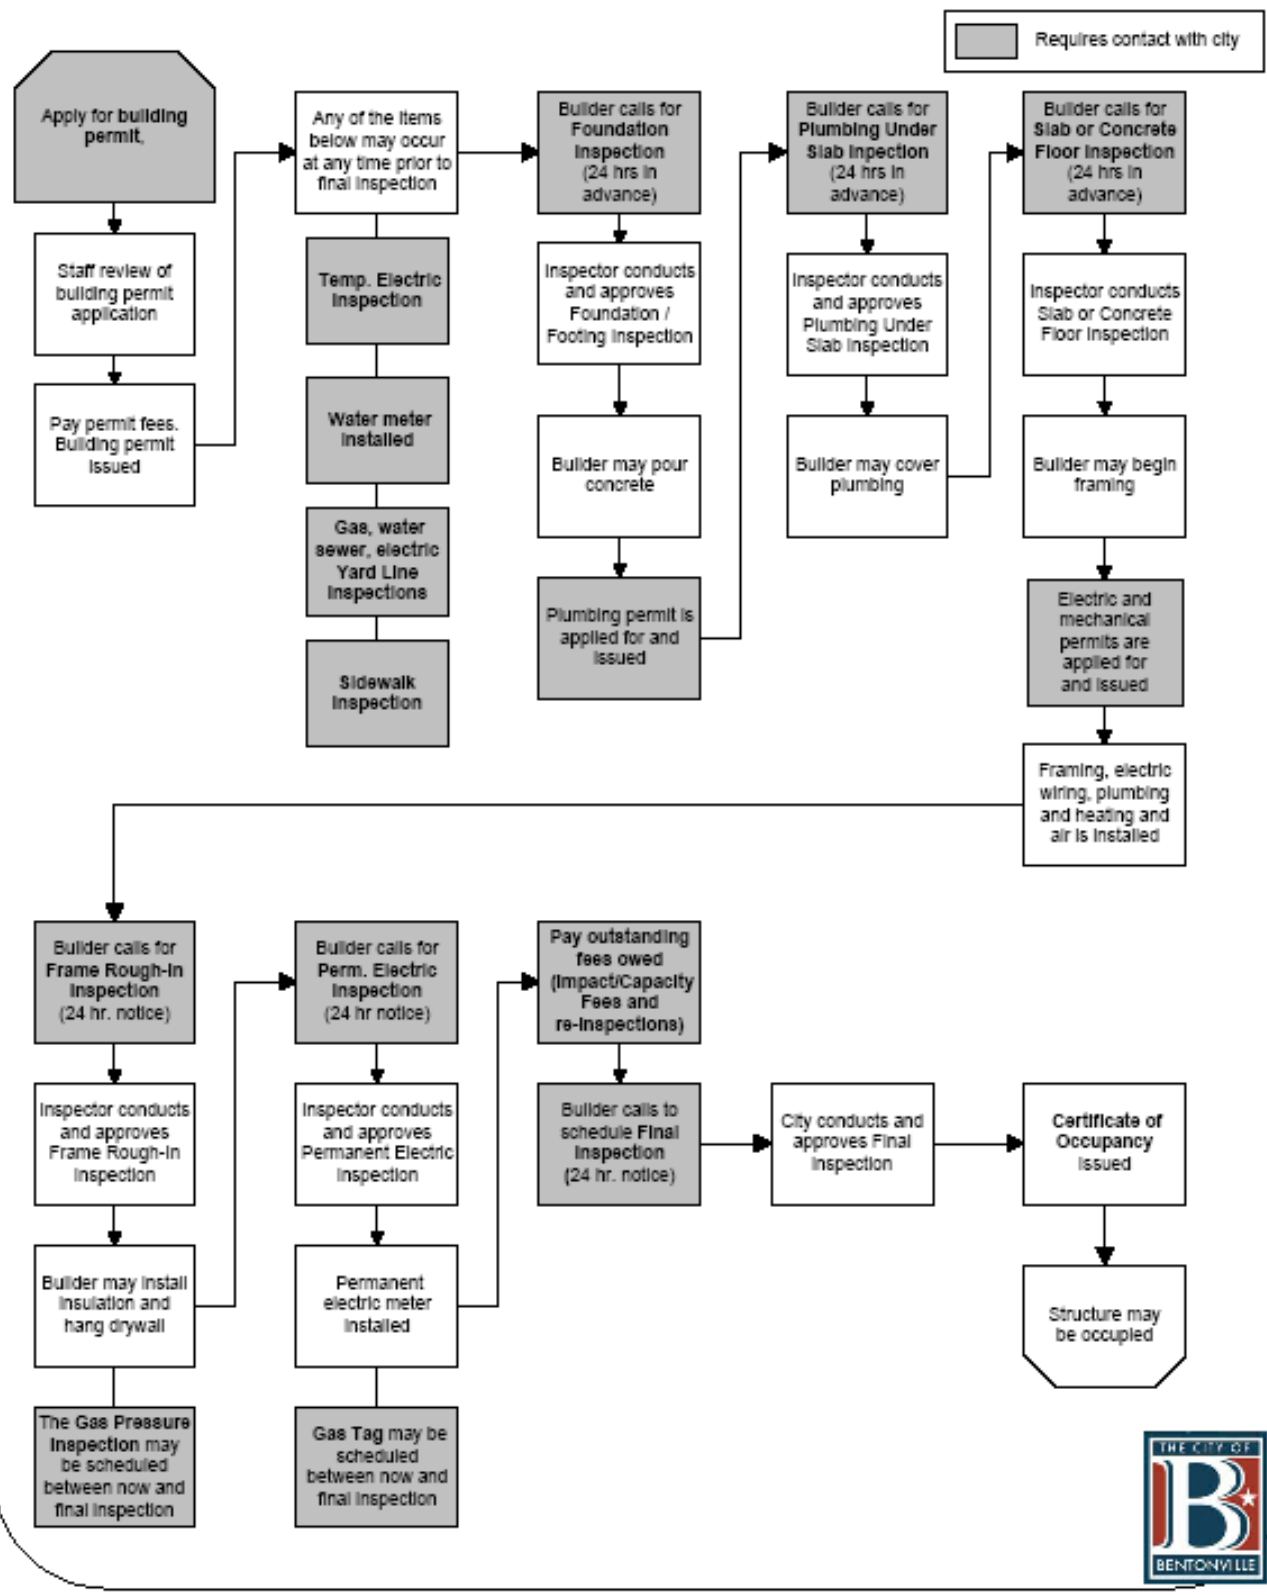 Requires contact with city
Apply for building
permit,
Staff review of
building permit
application
Pay permit fees.
Building permit
issued
Any of the items
below may occur
at any time prior to
final inspection
Temp. Electric
Inspection
Water meter
Installed
Gas, water
sewer, electric
Yard Line
Inspections
Sidewalk
Inspection
Builder calls for
Foundation
Inspection
(24 hrs in
advance)
Inspector conducts
and approves
Foundation /
Footing Inspection
Builder may pour
concrete
Plumbing permit is
applied for and
issued
Builder calls for
Plumbing Under
Slab Inpection
(24 hrs in
advance)
Inspector conducts
and approves
Plumbing Under
Slab Inspection
Builder may cover
plumbing
Builder calls for
Slab or Concrete
Floor Inspection
(24 hrs in
advance)
Inspector conducts
Slab or Concrete
Floor Inspection
Builder may begin
framing
Electric and
mechanical
permits are
applied for
and issued
Framing, electric
wiring, plumbing
and heating and
air is installed
Builder calls for
Frame Rough-In
Inspection
(24 hr. notice)
Inspector conducts
and approves
Frame Rough-In
Inspection
Builder may install
insulation and
hang drywall
The Gas Pressure
Inspection may
be scheduled
between now and
final inspection
Builder calls for
Perm. Electric
Inspection
(24 hr notice)
Inspector conducts
and approves
Permanent Electric
Inspection
Permanent
electric meter
installed
Gas Tag may be
scheduled
between now and
final inspection
Pay outstanding
fees owed
(Impact/Capacity
Fees and
re-inspections)
Builder calls to
schedule Final
Inspection
(24 hr. notice)
City conducts and
approves Final
Inspection
Certificate of
Occupancy
issued
Structure may
be occupied
THE CITY OF
B
BENTONVILLE